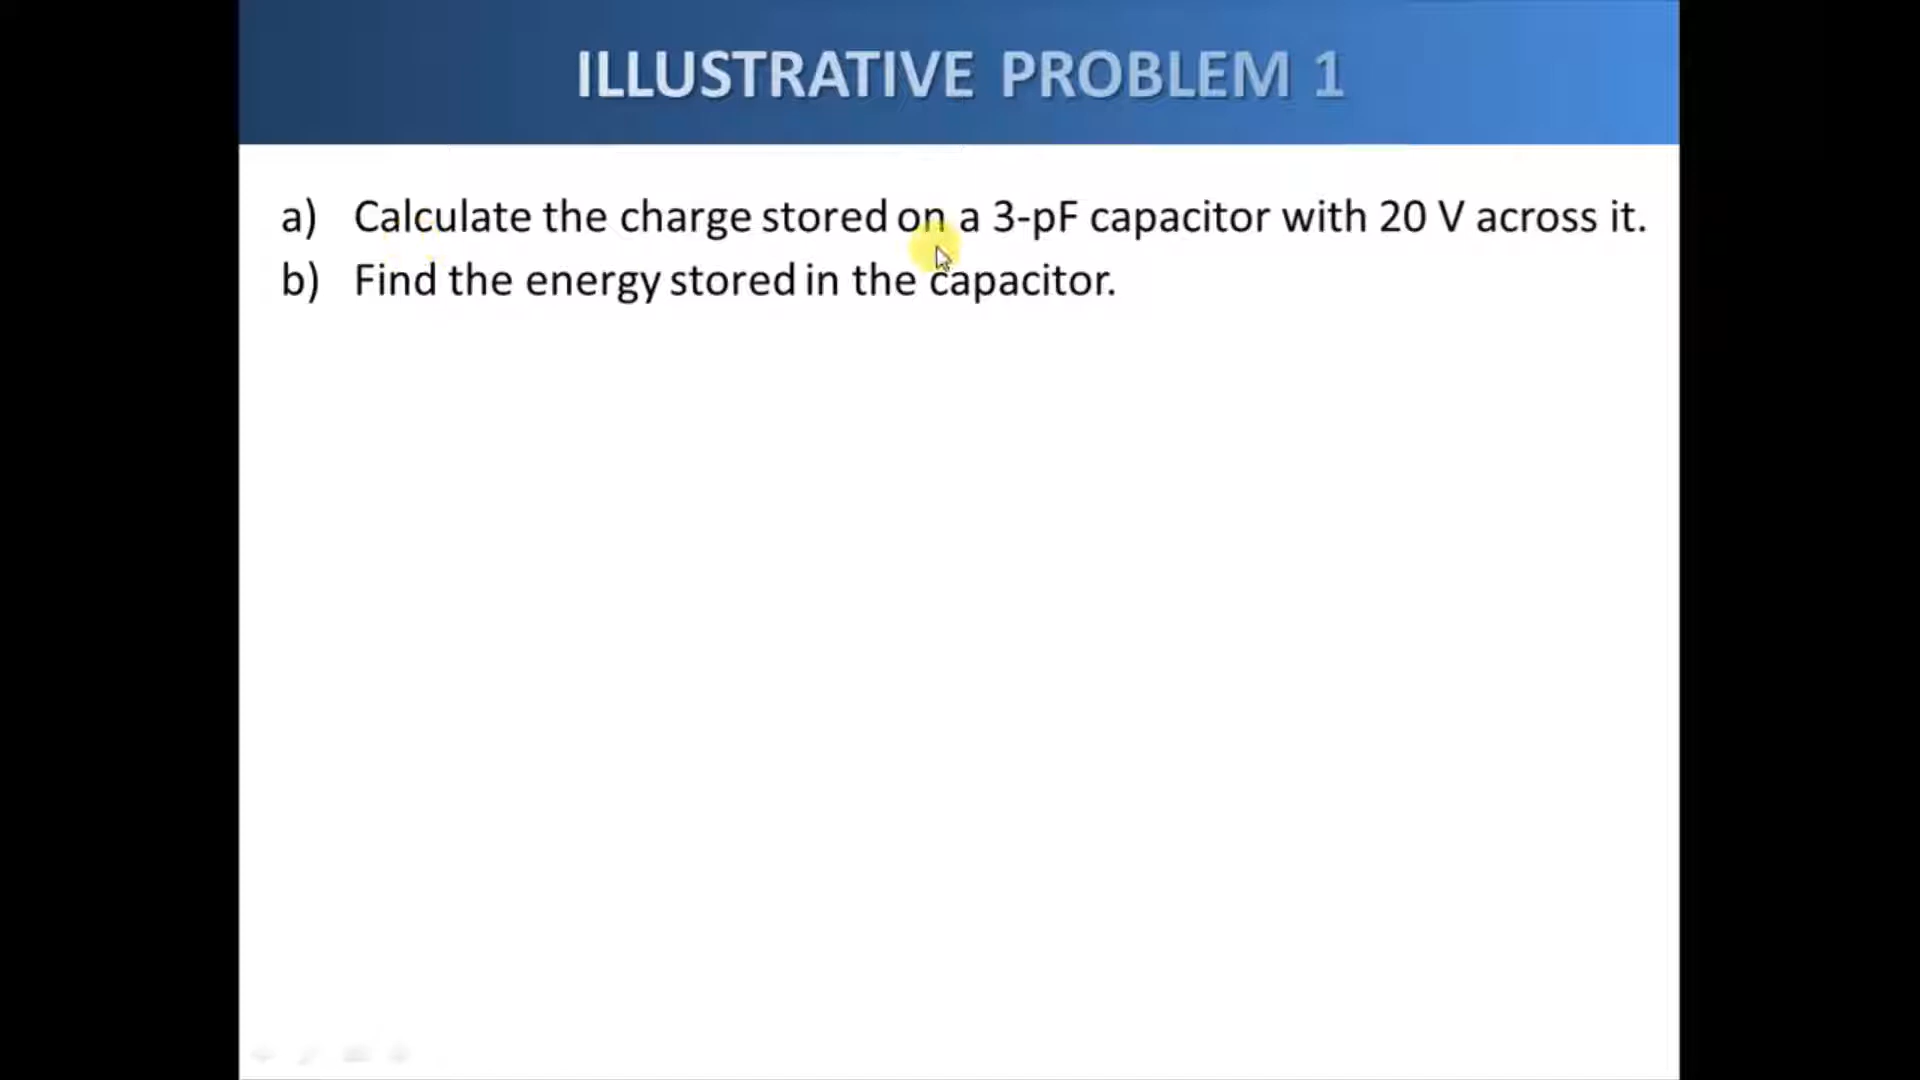 ILLUSTRATIVE PROBLEM 1
a) Calculate the charge stored on a 3-pF capacitor with 20 V across it.
b) Find the energy stored in the capacitor.